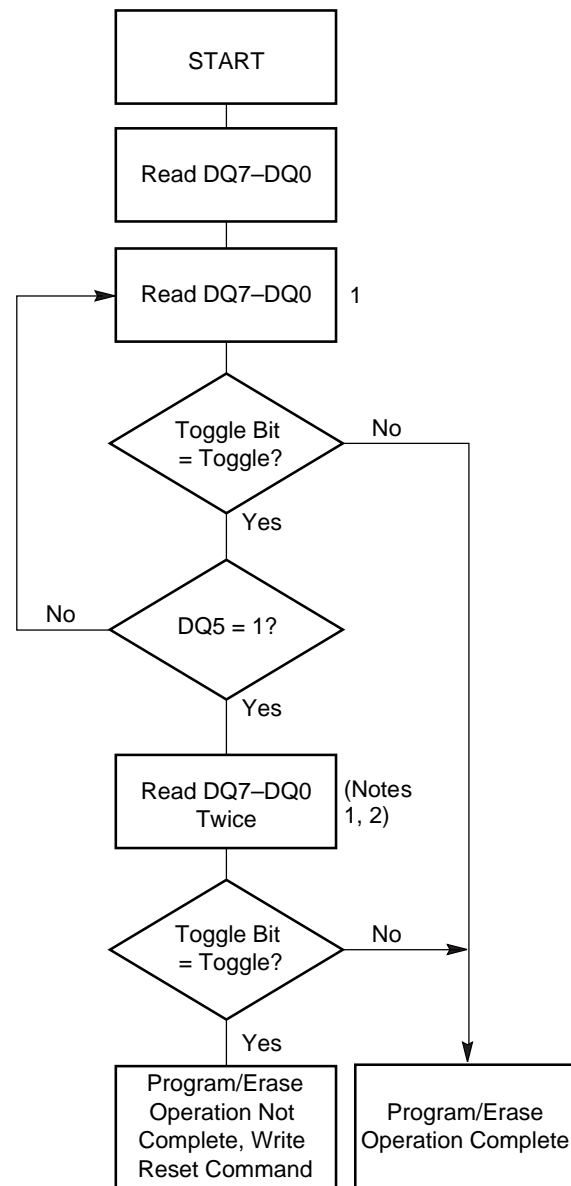 START
Read DQ7–DQ0
Read DQ7–DQ0
1
Toggle Bit
= Toggle?
No
Yes
DQ5 = 1?
No
Yes
Read DQ7–DQ0
Twice
(Notes
1, 2)
Toggle Bit
= Toggle?
No
Yes
Program/Erase
Operation Not
Complete, Write
Reset Command
Program/Erase
Operation Complete